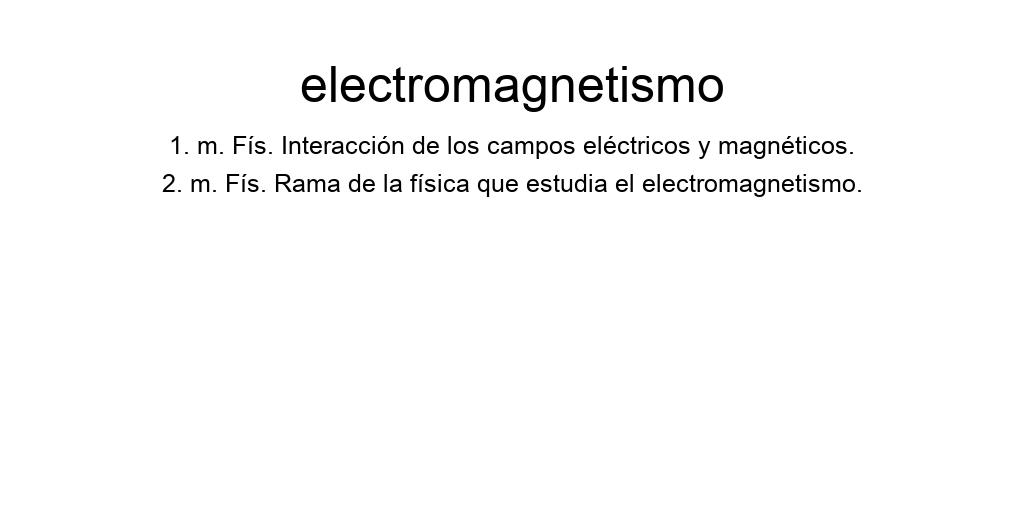 electromagnetismo
1. m. Fís. Interacción de los campos eléctricos y magnéticos.
2. m. Fís. Rama de la física que estudia el electromagnetismo.